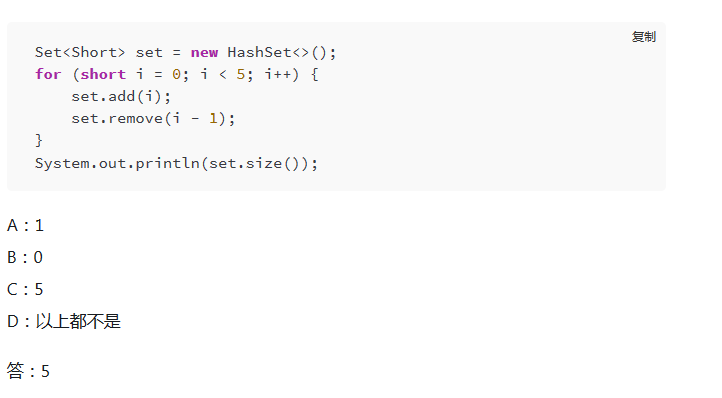 复制
Set<Short> set = new HashSet<>();
for (short i = 0; i < 5; i++) {
    set.add(i);
    set.remove(i - 1);
}
System.out.println(set.size());
A：1
B：0
C：5
D：以上都不是
答：5